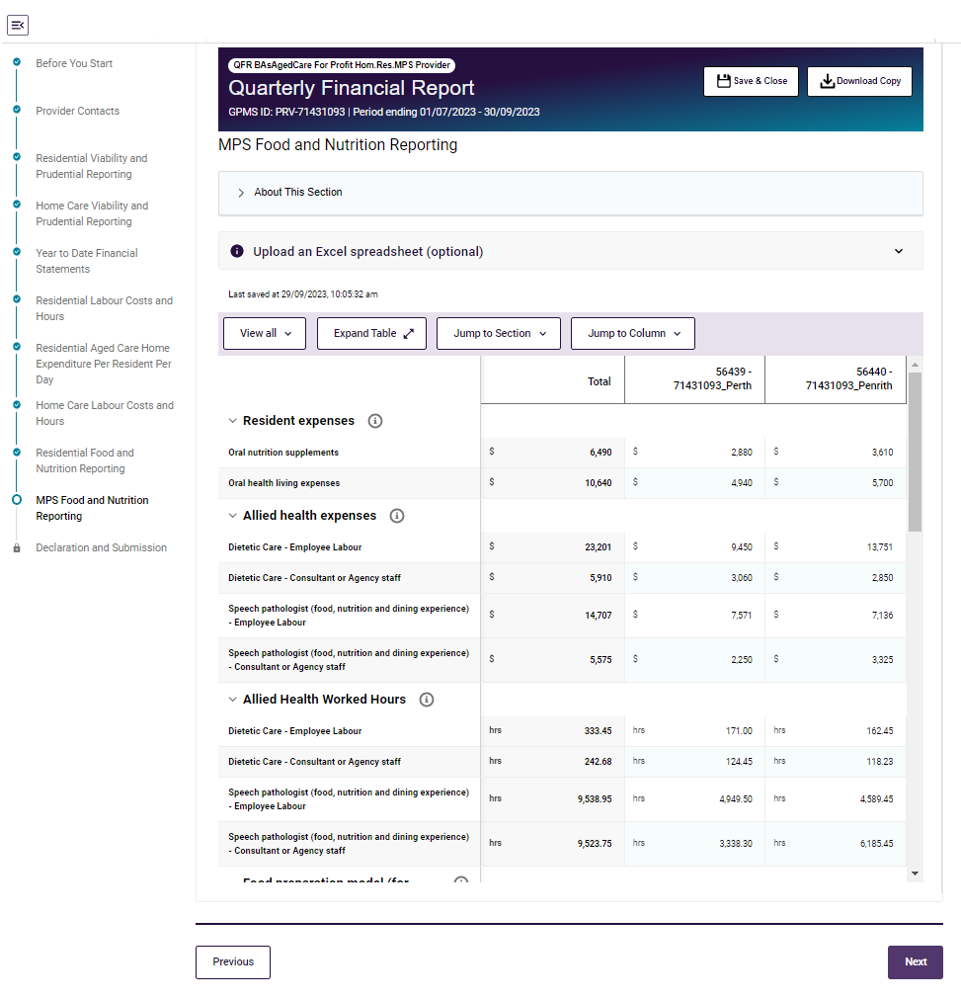 Before You Start
Provider Contacts
Residential Viability and
Prudential Reporting
Home Care Viability and
Prudential Reporting
Year to Date Financial
Statements
Residential Labour Costs and
Hours
Residential Aged Care Home
Expenditure Per Resident Per
Day
Home Care Labour Costs and
Hours
Residential Food and
Nutrition Reporting
MPS Food and Nutrition
Reporting
Declaration and Submission
QFR BAsAgedCare For Profit Hom.Res.MPS Provider
Quarterly Financial Report
GPMS ID: PRV-71431093 | Period ending 01/07/2023 - 30/09/2023
Save & Close
Download Copy
MPS Food and Nutrition Reporting
About This Section
Upload an Excel spreadsheet (optional)
Last saved at 29/09/2023, 10:05:32 am
View all
Expand Table
Jump to Section
Jump to Column
Total
56439 -
71431093_Perth
56440 -
71431093_Penrith
Resident expenses
Oral nutrition supplements $ 6,490 $ 2,880 $ 3,610
Oral health living expenses $ 10,640 $ 4,940 $ 5,700
Allied health expenses
Dietetic Care - Employee Labour $ 23,201 $ 9,450 $ 13,751
Dietetic Care - Consultant or Agency staff $ 5,910 $ 3,060 $ 2,850
Speech pathologist (food, nutrition and dining experience)
- Employee Labour $ 14,707 $ 7,571 $ 7,136
Speech pathologist (food, nutrition and dining experience)
- Consultant or Agency staff $ 5,575 $ 2,250 $ 3,325
Allied Health Worked Hours
Dietetic Care - Employee Labour hrs 333.45 hrs 171.00 hrs 162.45
Dietetic Care - Consultant or Agency staff hrs 242.68 hrs 124.45 hrs 118.23
Speech pathologist (food, nutrition and dining experience)
- Employee Labour hrs 9,538.95 hrs 4,949.50 hrs 4,589.45
Speech pathologist (food, nutrition and dining experience)
- Consultant or Agency staff hrs 9,523.75 hrs 3,338.30 hrs 6,185.45
Food preparation model (for
Previous
Next